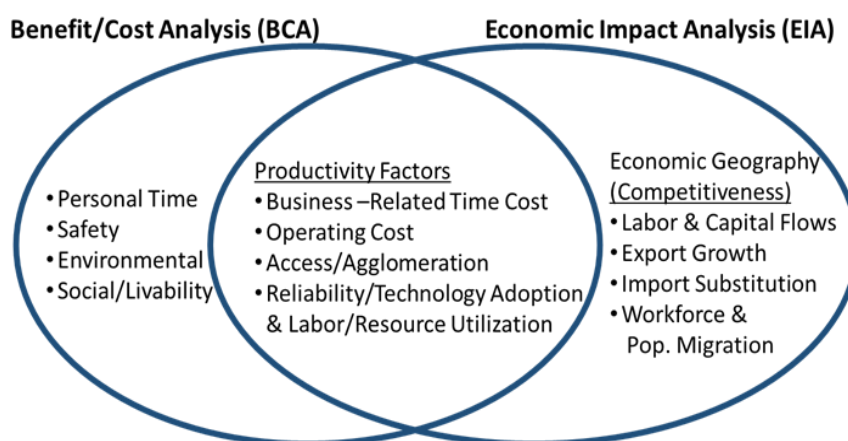 Benefit/Cost Analysis (BCA)
Economic Impact Analysis (EIA)
• Personal Time
• Safety
• Environmental
• Social/Livability
Productivity Factors
• Business –Related Time Cost
• Operating Cost
• Access/Agglomeration
• Reliability/Technology Adoption
& Labor/Resource Utilization
Economic Geography
(Competitiveness)
• Labor & Capital Flows
• Export Growth
• Import Substitution
• Workforce &
Pop. Migration